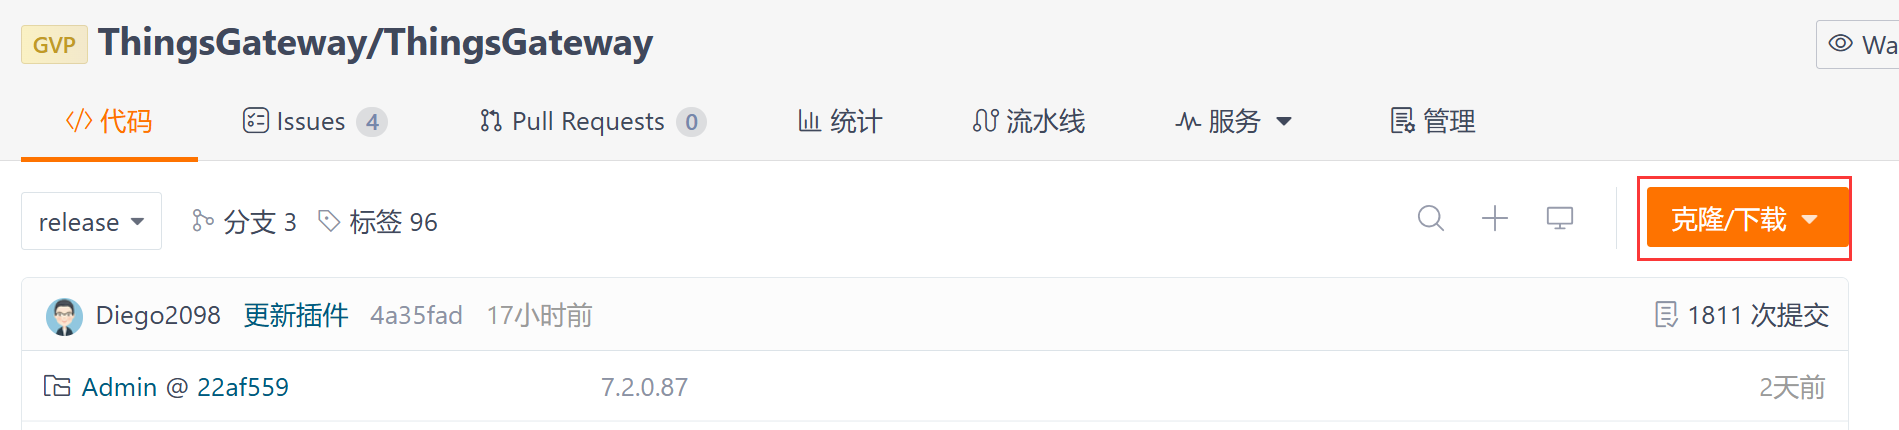 GVP ThingsGateway/ThingsGateway
Wa
代码 Issues 4 Pull Requests 0 统计 流水线 服务 管理
release 分支 3 标签 96 克隆/下载
Diego2098 更新插件 4a35fad 17小时前 1811 次提交
Admin @ 22af559 7.2.0.87 2天前